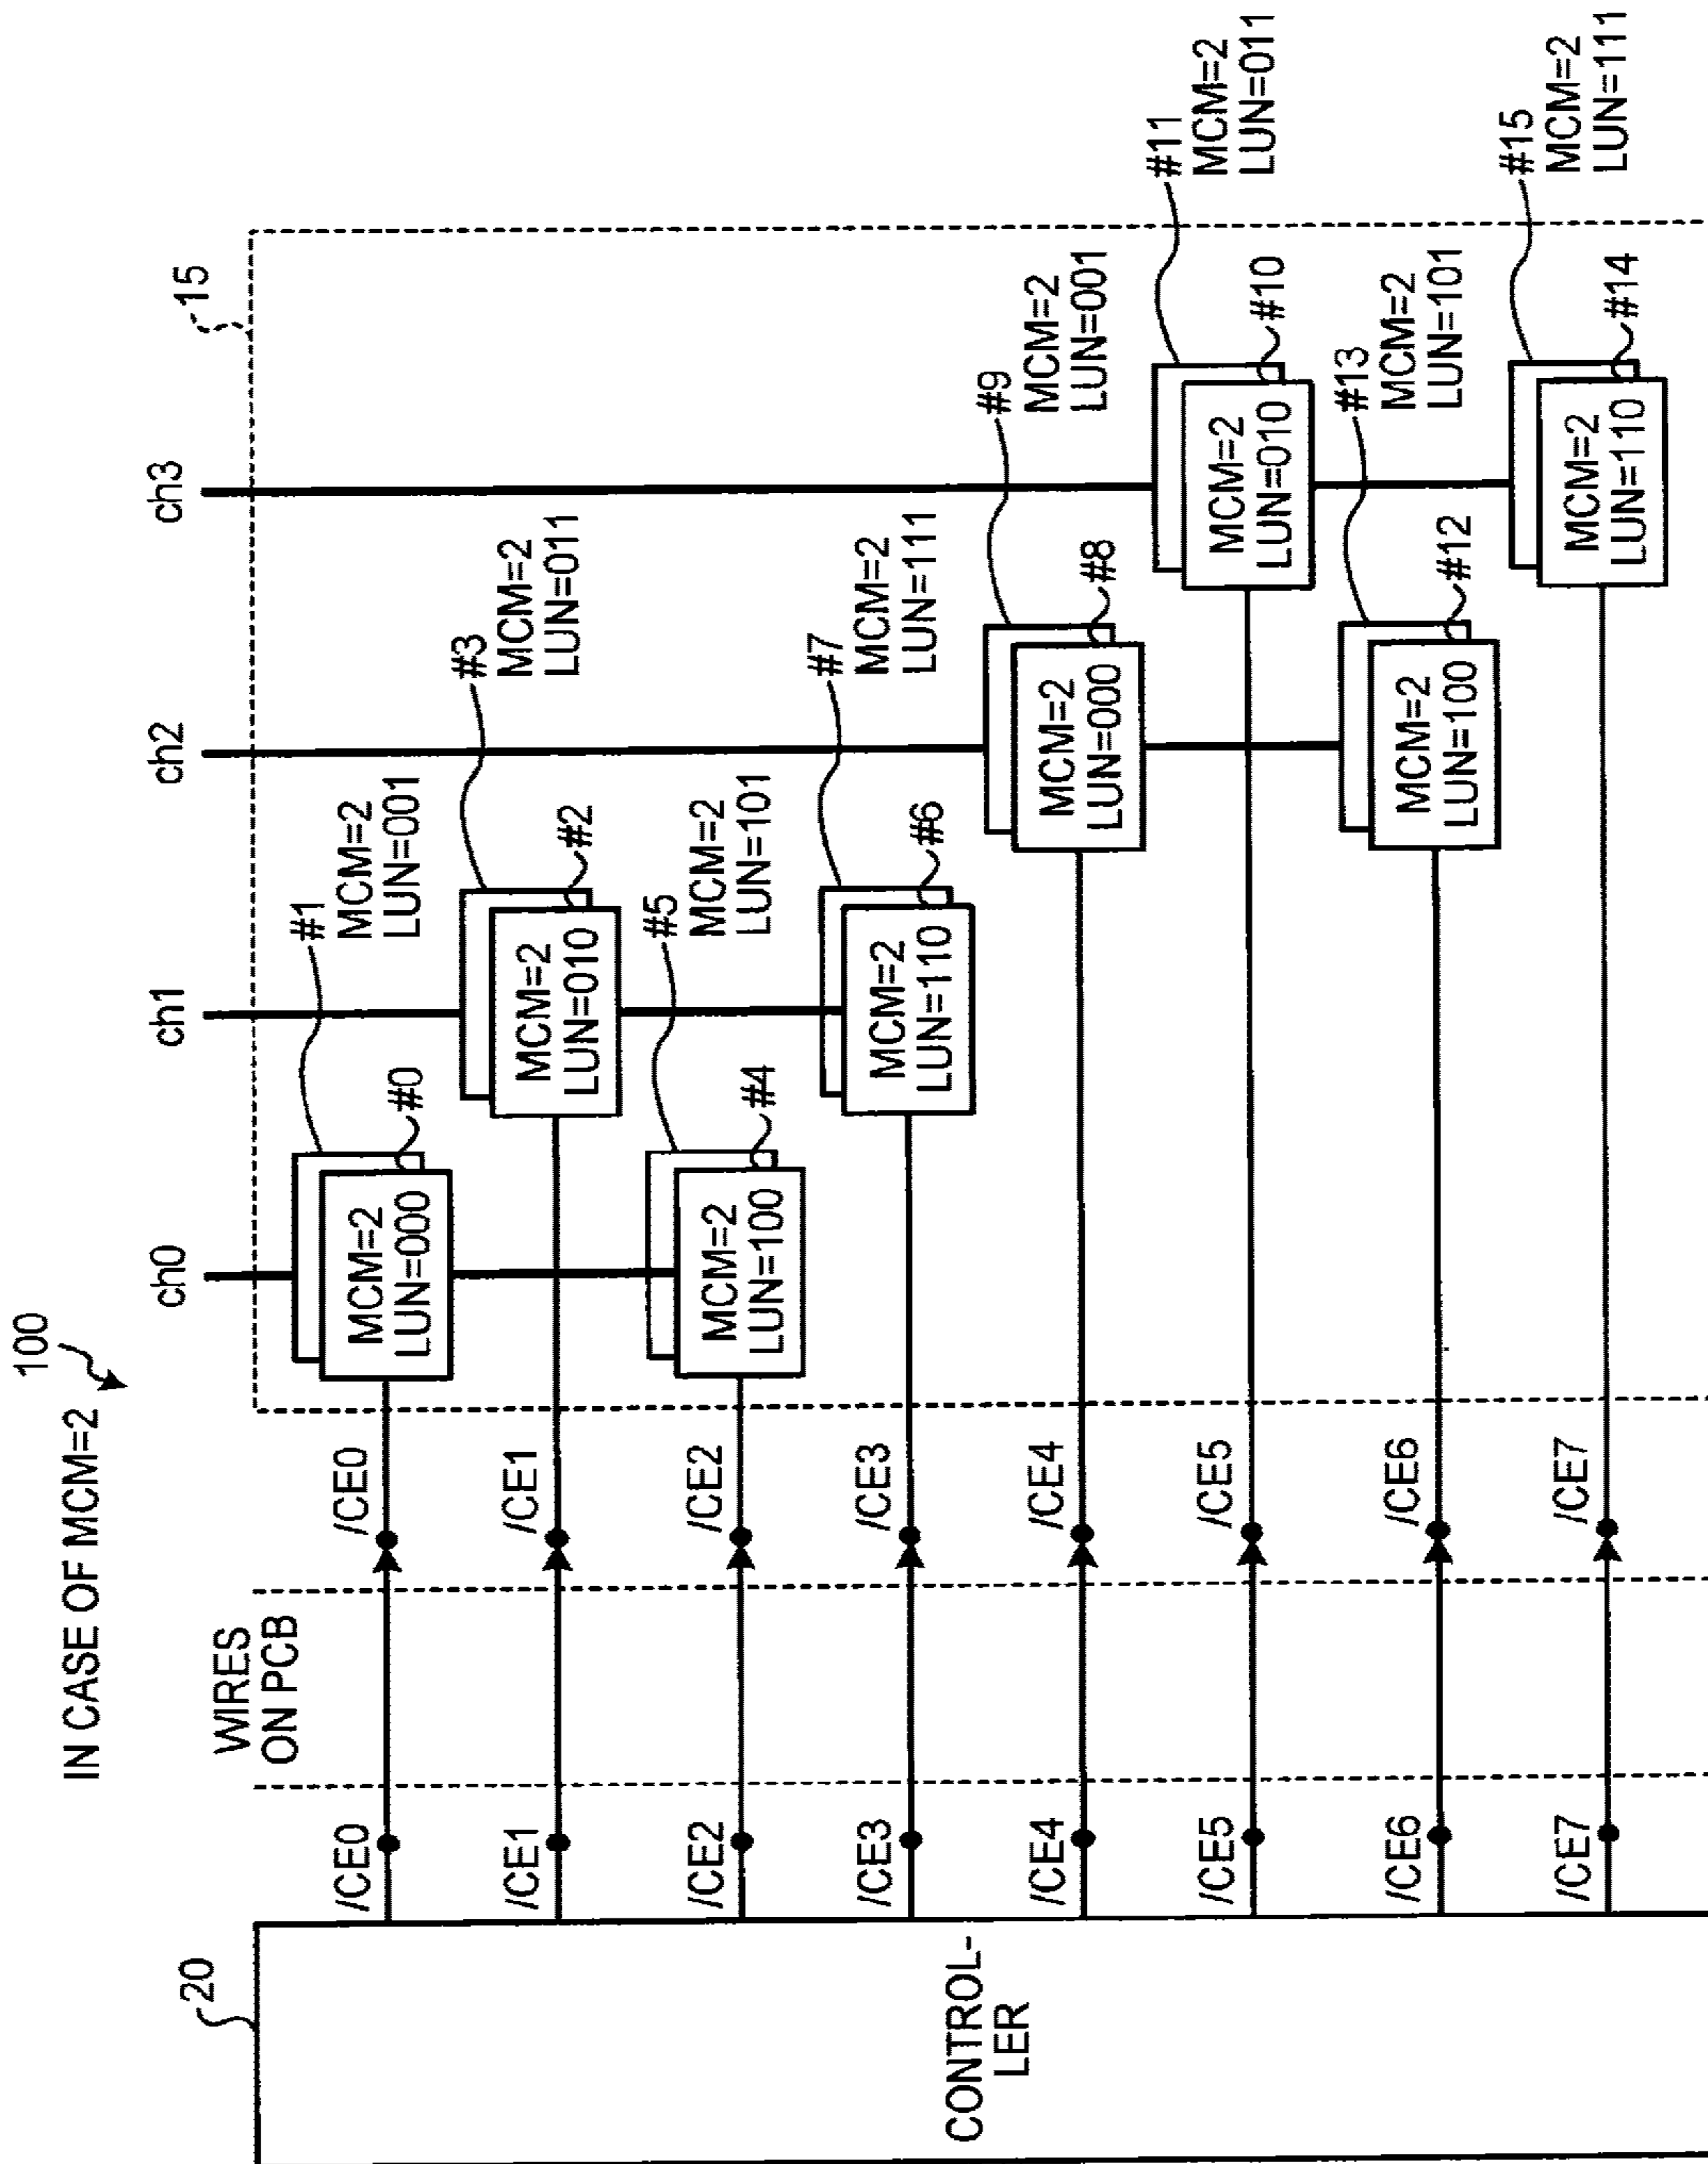 IN CASE OF MCM=2
100
20
CONTROL-
LER
WIRES
ON PCB
15
ch0
ch1
ch2
ch3
/CE0
/CE0
MCM=2
LUN=000
#0
#1
MCM=2
LUN=001
/CE1
/CE1
MCM=2
LUN=010
#2
#3
MCM=2
LUN=011
/CE2
/CE2
MCM=2
LUN=100
#4
#5
MCM=2
LUN=101
/CE3
/CE3
MCM=2
LUN=110
#6
#7
MCM=2
LUN=111
/CE4
/CE4
MCM=2
LUN=000
#8
#9
MCM=2
LUN=001
/CE5
/CE5
MCM=2
LUN=010
#10
#11
MCM=2
LUN=011
/CE6
/CE6
MCM=2
LUN=100
#12
#13
MCM=2
LUN=101
/CE7
/CE7
MCM=2
LUN=110
#14
#15
MCM=2
LUN=111